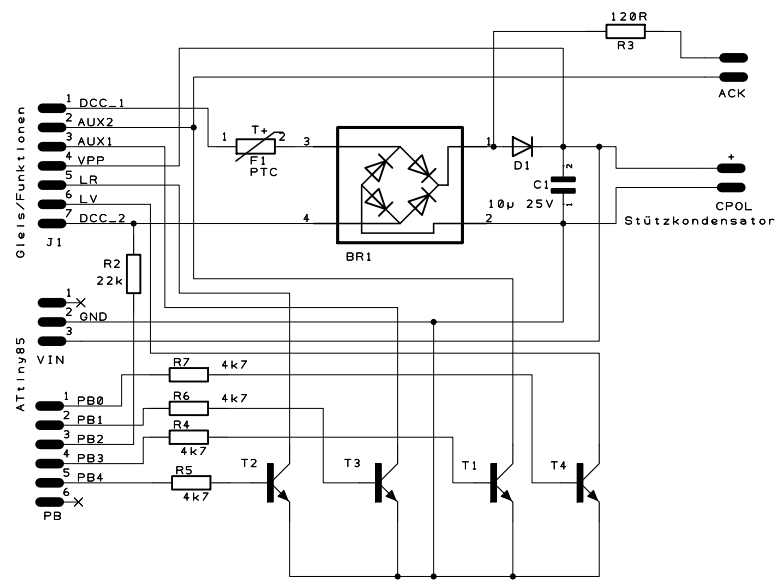 120R
R3
ACK
Gleis/Funktionen
1 DCC_1
2 AUX2
3 AUX1
4 VPP
5 LR
6 LV
7 DCC_2
J1
1
T+
2
F1
PTC
3
4
1
2
BR1
D1
2
C1
1
10µ 25V
+
CPOL
Stützkondensator
R2
22k
ATtiny85
1
2 GND
3
VIN
R7 4k7
R6 4k7
R4
4k7
R5
4k7
1 PB0
2 PB1
3 PB2
4 PB3
5 PB4
6
PB
T2
T3
T1
T4